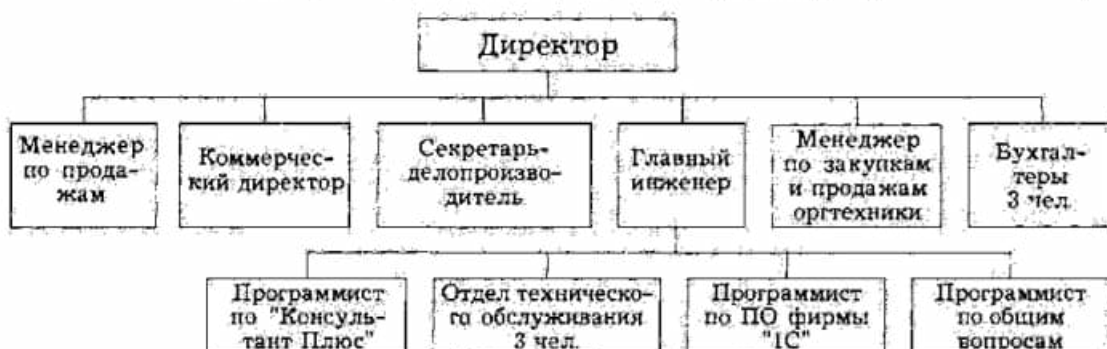 Директор
Менеджер
по прода-
жам
Коммерчес-
кий директор
Секретарь-
делопроизво-
дитель
Главный
инженер
Менеджер
по закупкам
и продажам
оргтехники
Бухгал-
теры
3 чел.
Программист
по "Консуль-
тант Плюс"
Отдел техническо-
го обслуживания
3 чел.
Программист
по ПО фирмы
"1С"
Программист
по общим
вопросам